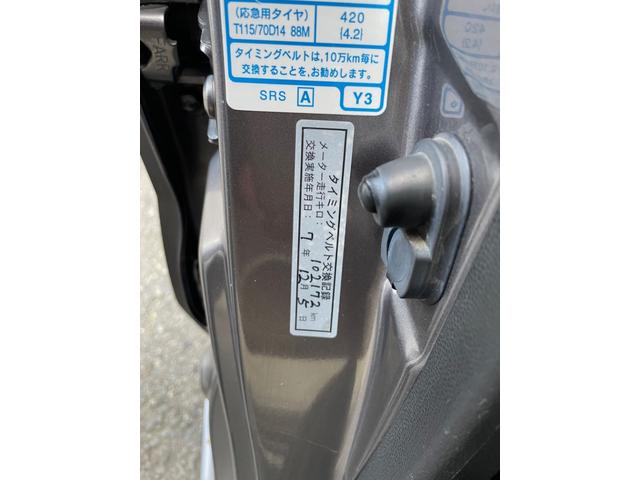 (応急用タイヤ) 420
T115/70D14 88M {4.2}
タイミングベルトは,10万km毎に
交換することを,お勧めします。
SRS A Y3
タイミングベルト交換記録
メーター走行キロ: 102172 km
交換実施年月日: 7年 12月 5日